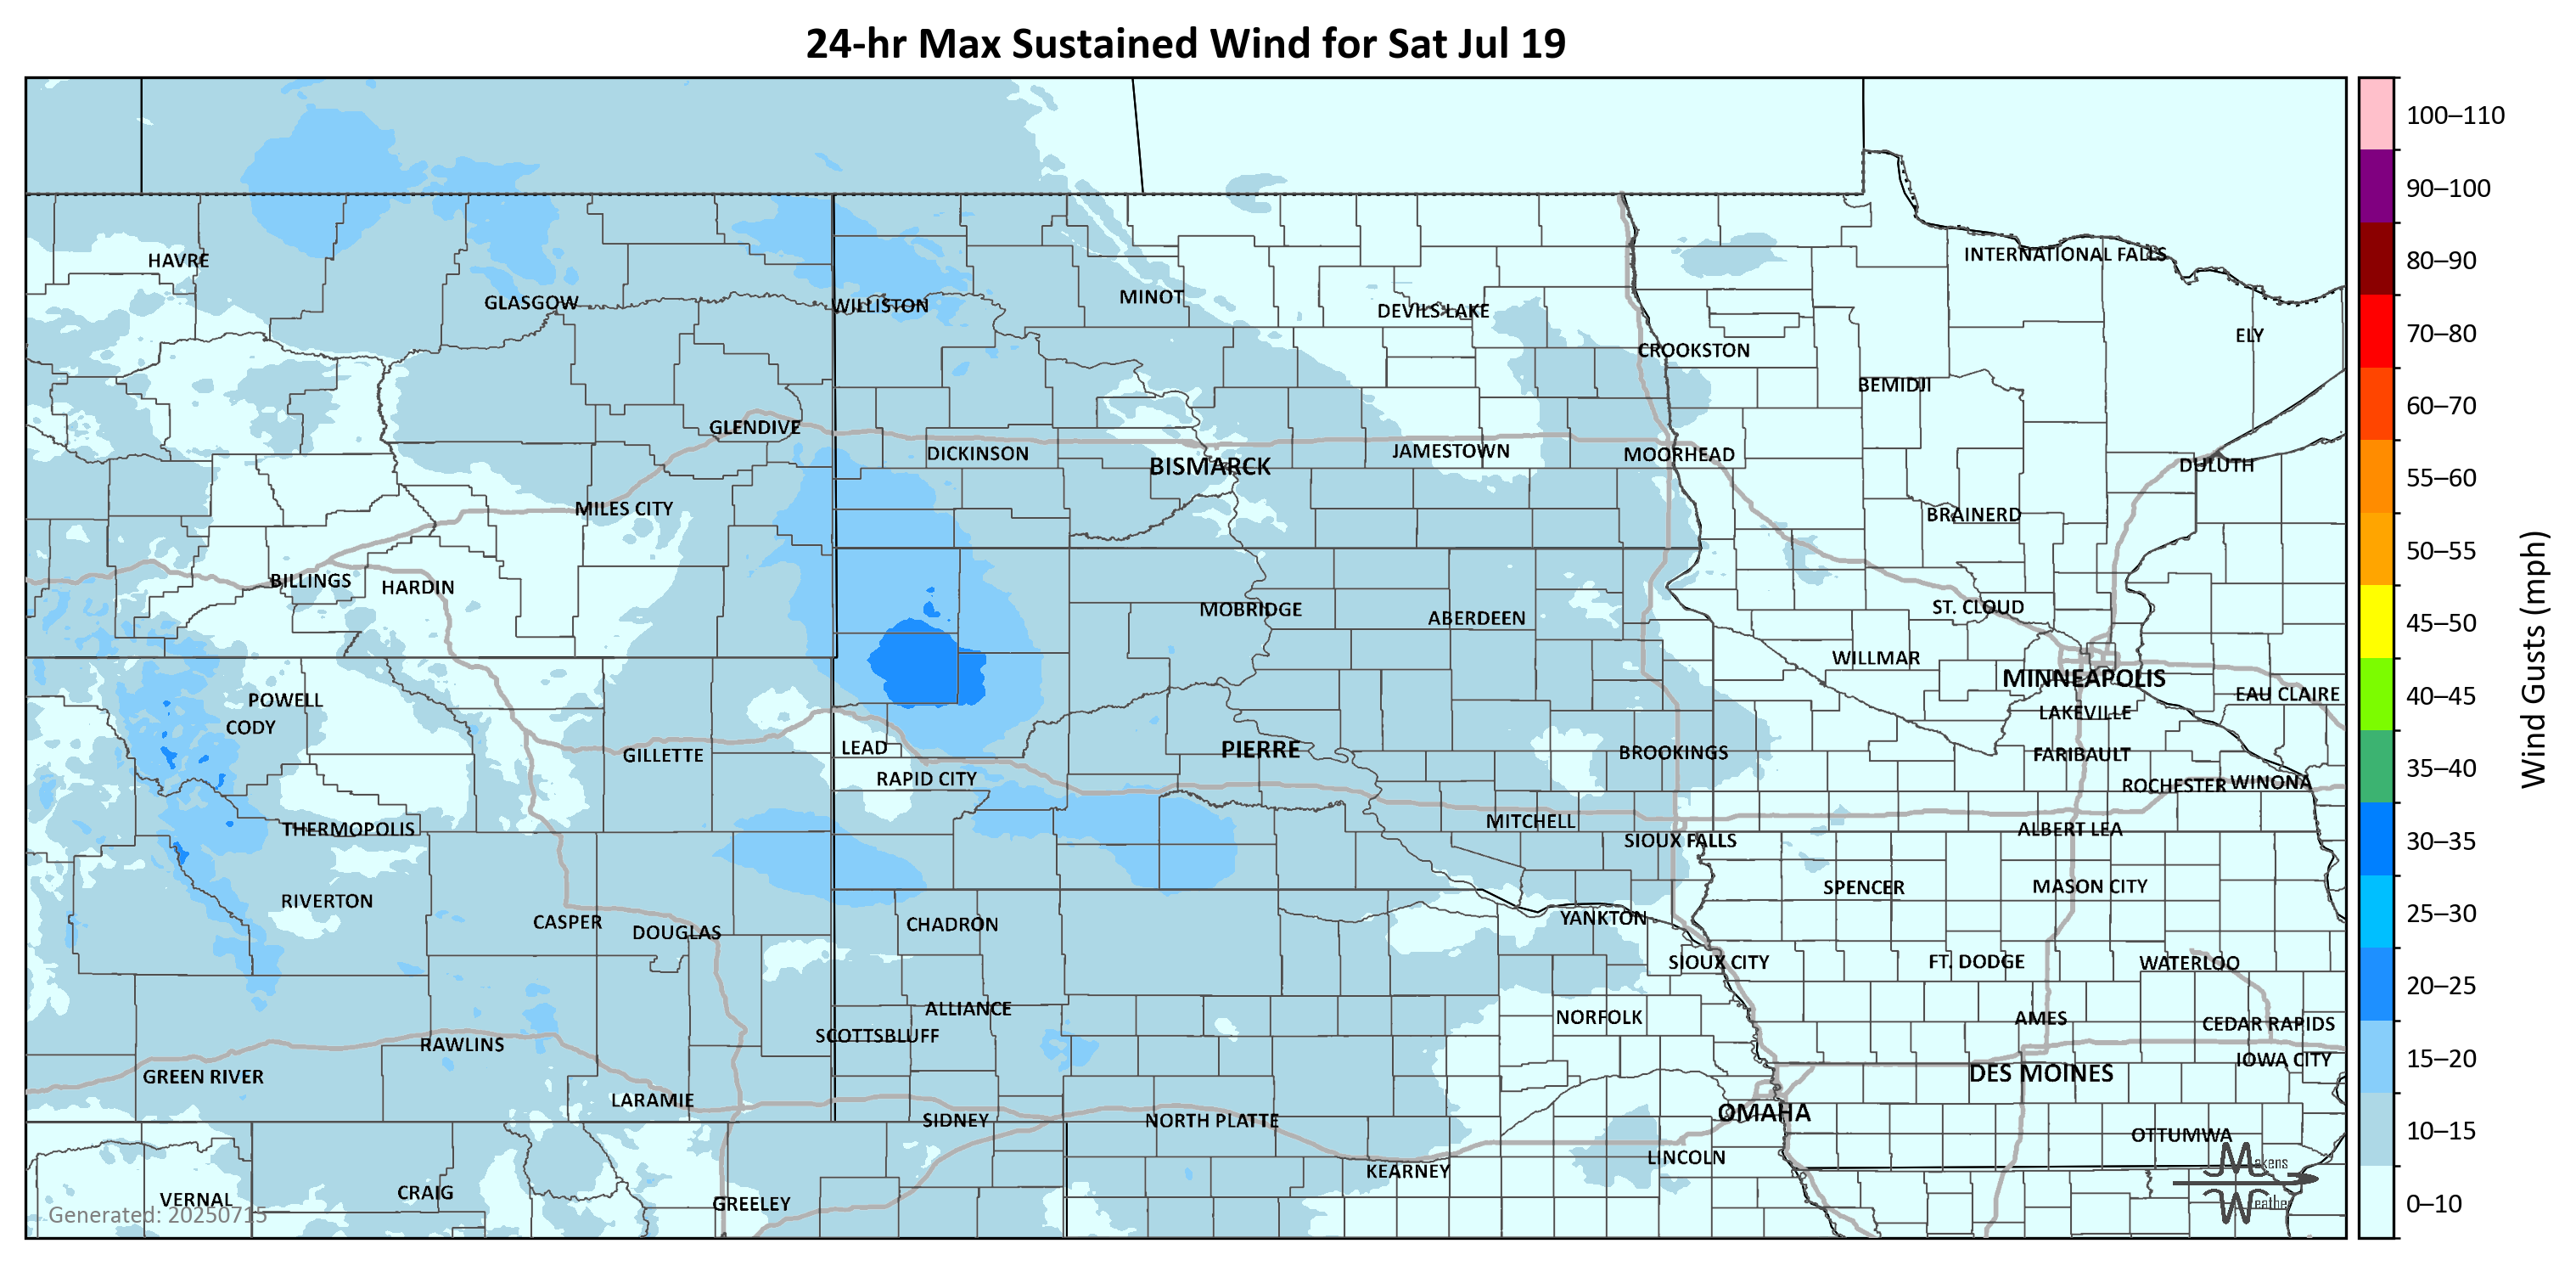 24-hr Max Sustained Wind for Sat Jul 19
100–110
90–100
80–90
70–80
60–70
55–60
50–55
45–50
40–45
35–40
30–35
25–30
20–25
15–20
10–15
0–10
Wind Gusts (mph)
HAVRE
INTERNATIONAL FALLS
GLASGOW
WILLISTON
MINOT
DEVILS LAKE
ELY
CROOKSTON
BEMIDJI
GLENDIVE
DICKINSON
BISMARCK
JAMESTOWN
MOORHEAD
DULUTH
MILES CITY
BRAINERD
BILLINGS
HARDIN
MOBRIDGE
ABERDEEN
ST. CLOUD
WILLMAR
MINNEAPOLIS
POWELL
EAU CLAIRE
CODY
LAKEVILLE
GILLETTE
LEAD
PIERRE
BROOKINGS
FARIBAULT
RAPID CITY
ROCHESTER
WINONA
THERMOPOLIS
MITCHELL
ALBERT LEA
SIOUX FALLS
RIVERTON
SPENCER
MASON CITY
CASPER
DOUGLAS
CHADRON
YANKTON
SIOUX CITY
FT. DODGE
WATERLOO
ALLIANCE
NORFOLK
AMES
CEDAR RAPIDS
SCOTTSBLUFF
RAWLINS
IOWA CITY
GREEN RIVER
DES MOINES
LARAMIE
SIDNEY
NORTH PLATTE
OMAHA
OTTUMWA
KEARNEY
LINCOLN
VERNAL
CRAIG
GREELEY
Generated: 20250715
Makens
Weather